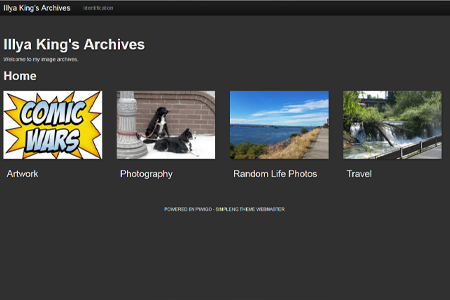 Illya King's Archives Identification
Illya King's Archives
Welcome to my image archives.
Home
COMIC
WARS
Artwork
Photography
Random Life Photos
Travel
POWERED BY PIWIGO - SIMPLENG THEME WEBMASTER